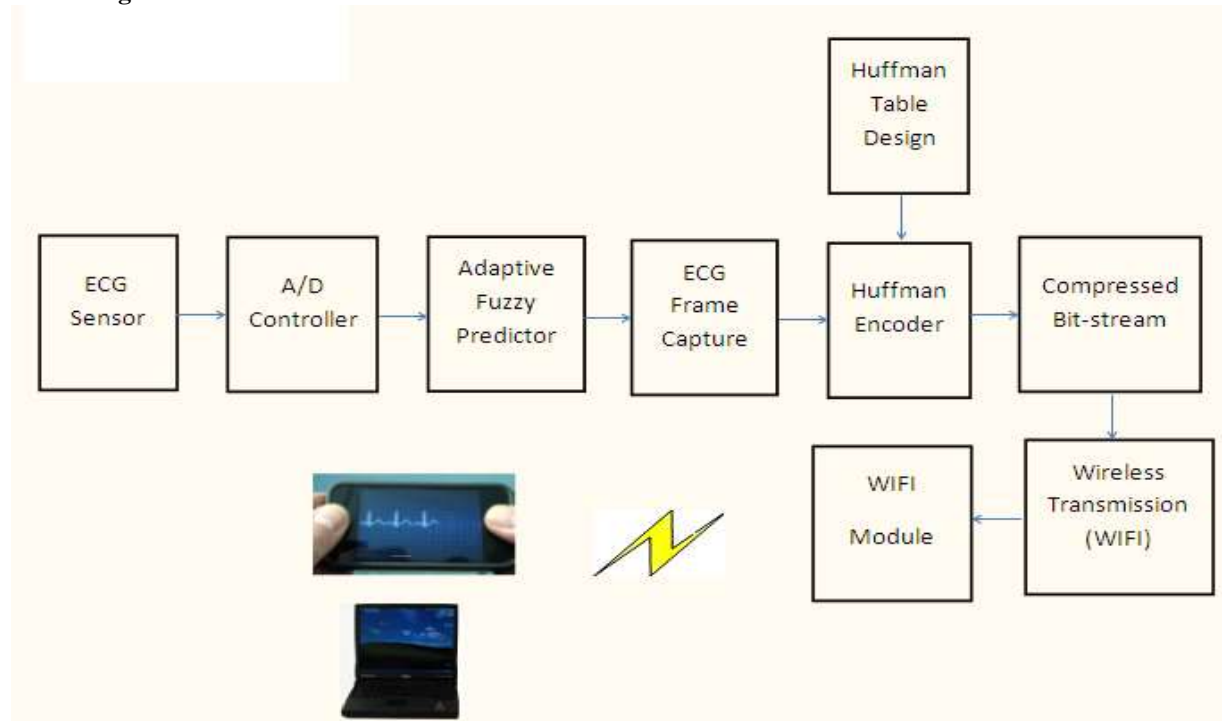 Huffman
Table
Design
ECG
Sensor
A/D
Controller
Adaptive
Fuzzy
Predictor
ECG
Frame
Capture
Huffman
Encoder
Compressed
Bit-stream
WIFI
Module
Wireless
Transmission
(WIFI)